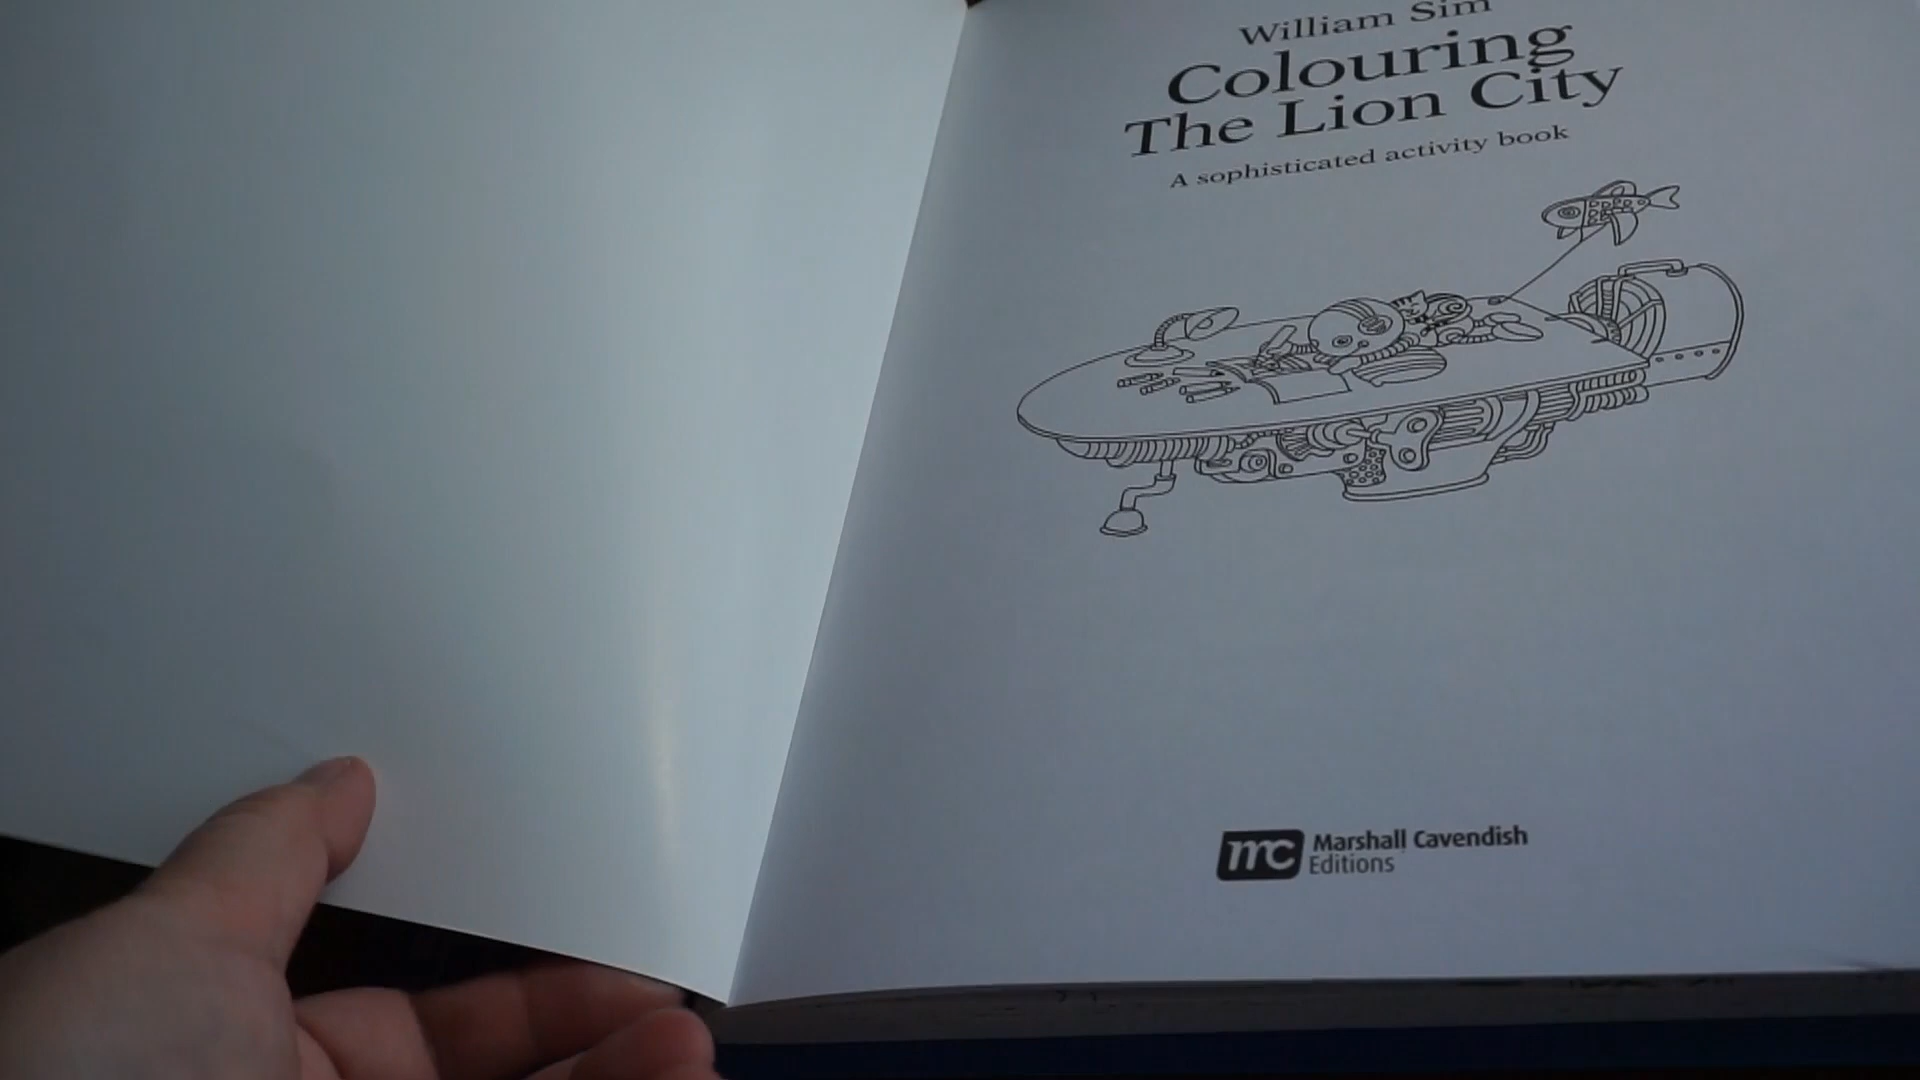 William Sim
Colouring
The Lion City
A sophisticated activity book
mc
Marshall Cavendish
Editions